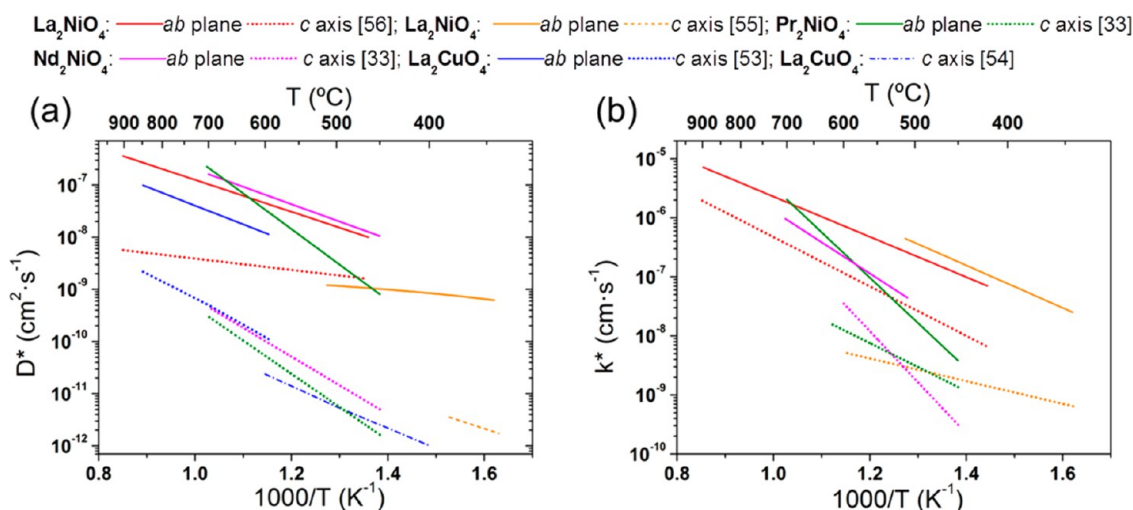 La₂NiO₄: ab plane c axis [56]; La₂NiO₄: ab plane c axis [55]; Pr₂NiO₄: ab plane c axis [33]
Nd₂NiO₄: ab plane c axis [33]; La₂CuO₄: ab plane c axis [53]; La₂CuO₄: c axis [54]
(a)
T (ºC)
900 800 700 600 500 400
D* (cm²·s⁻¹)
10⁻⁷
10⁻⁸
10⁻⁹
10⁻¹⁰
10⁻¹¹
10⁻¹²
0.8 1.0 1.2 1.4 1.6
1000/T (K⁻¹)
(b)
T (ºC)
900 800 700 600 500 400
k* (cm·s⁻¹)
10⁻⁵
10⁻⁶
10⁻⁷
10⁻⁸
10⁻⁹
10⁻¹⁰
0.8 1.0 1.2 1.4 1.6
1000/T (K⁻¹)